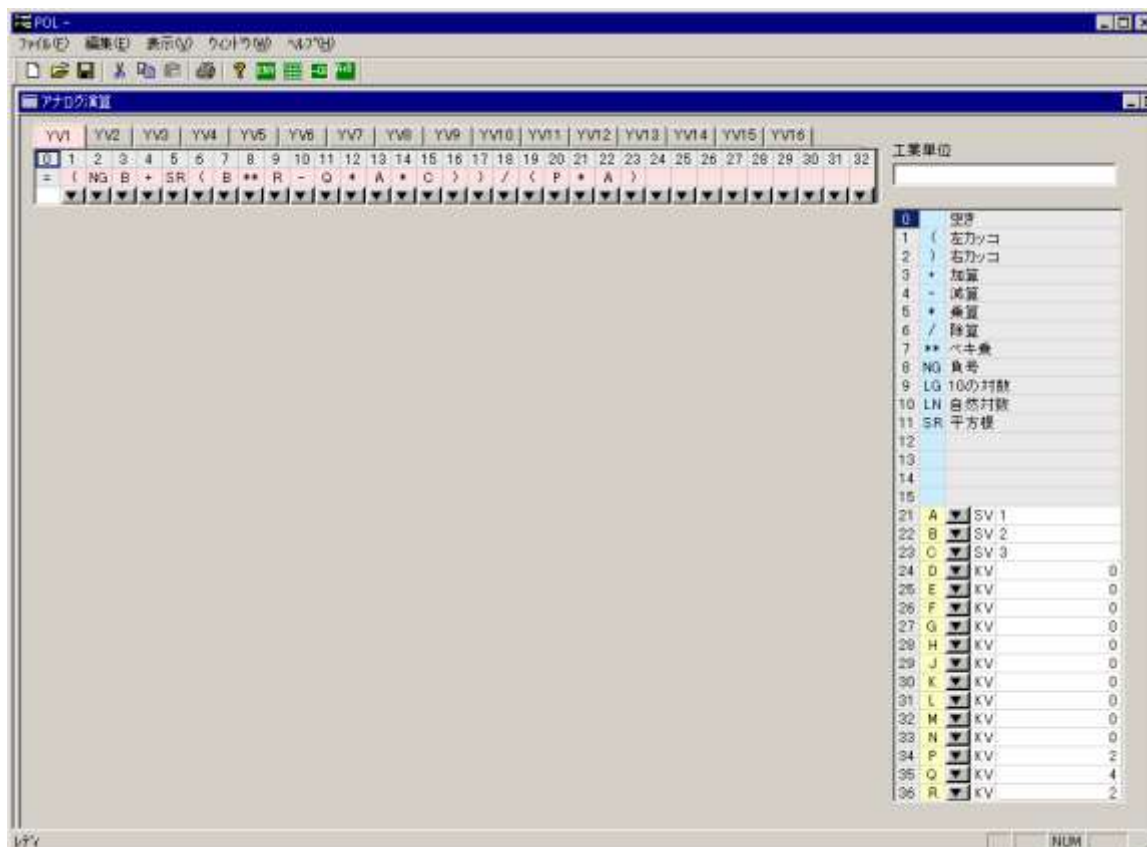 POL -
ファイル(F) 編集(E) 表示(V) ウィンドウ(W) ヘルプ(H)
アナログ演算
YV1 YV2 YV3 YV4 YV5 YV6 YV7 YV8 YV9 YV10 YV11 YV12 YV13 YV14 YV15 YV16
0 1 2 3 4 5 6 7 8 9 10 11 12 13 14 15 16 17 18 19 20 21 22 23 24 25 26 27 28 29 30 31 32
= ( NG B + SR ( B ** R - Q * A * C ) ) / ( P * A )
工業単位
0 空き
1 ( 左カッコ
2 ) 右カッコ
3 + 加算
4 - 減算
5 * 乗算
6 / 除算
7 ** ベキ乗
8 NG 負号
9 LG 10の対数
10 LN 自然対数
11 SR 平方根
12
13
14
15
21 A SV 1
22 B SV 2
23 C SV 3
24 D KV 0
25 E KV 0
26 F KV 0
27 G KV 0
28 H KV 0
29 J KV 0
30 K KV 0
31 L KV 0
32 M KV 0
33 N KV 0
34 P KV 2
35 Q KV 4
36 R KV 2
レディ NUM